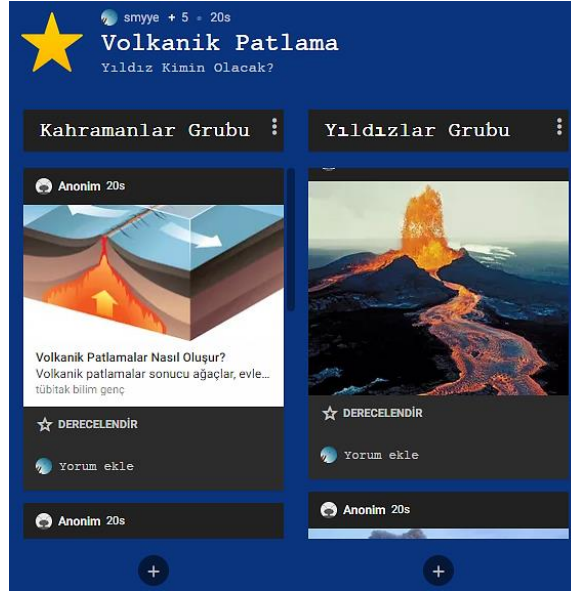 smyye + 5 • 20s
Volkanik Patlama
Yıldız Kimin Olacak?
Kahramanlar Grubu
Anonim 20s
Volkanik Patlamalar Nasıl Oluşur?
Volkanik patlamalar sonucu ağaçlar, evle...
tübitak bilim genç
DERECELENDİR
Yorum ekle
Anonim 20s
Yıldızlar Grubu
DERECELENDİR
Yorum ekle
Anonim 20s